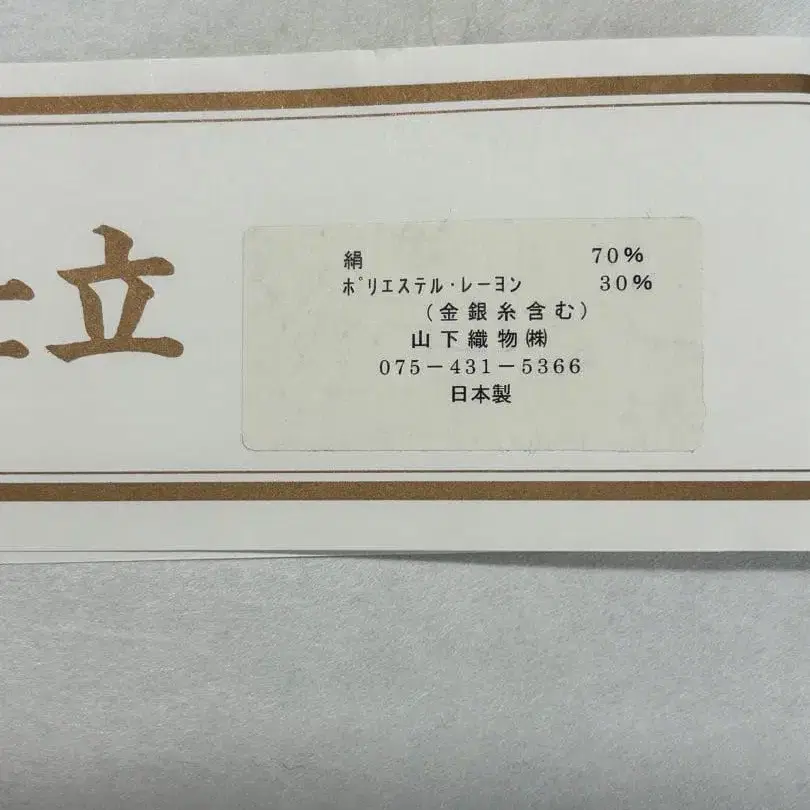 仕立
絹 70%
ポリエステル・レーヨン 30%
(金銀糸含む)
山下織物㈱
075-431-5366
日本製